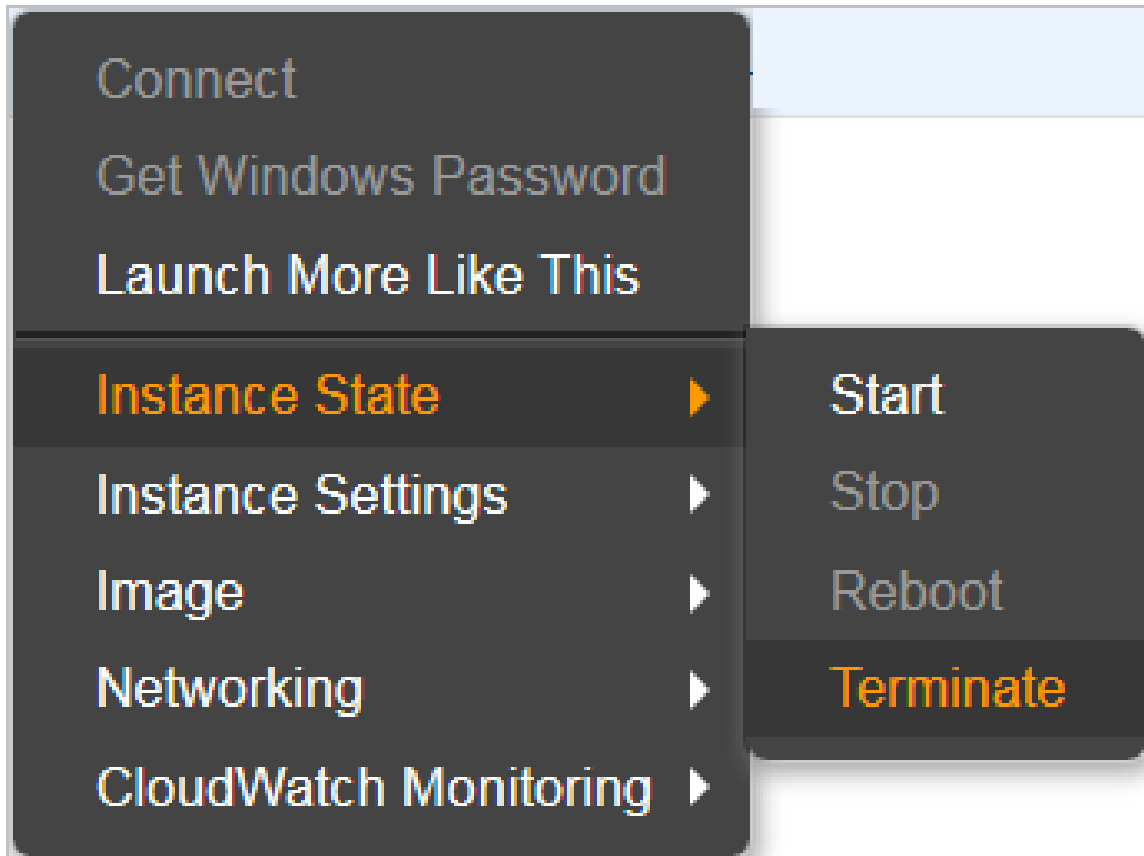 Connect
Get Windows Password
Launch More Like This
Instance State
Instance Settings
Image
Networking
CloudWatch Monitoring
Start
Stop
Reboot
Terminate